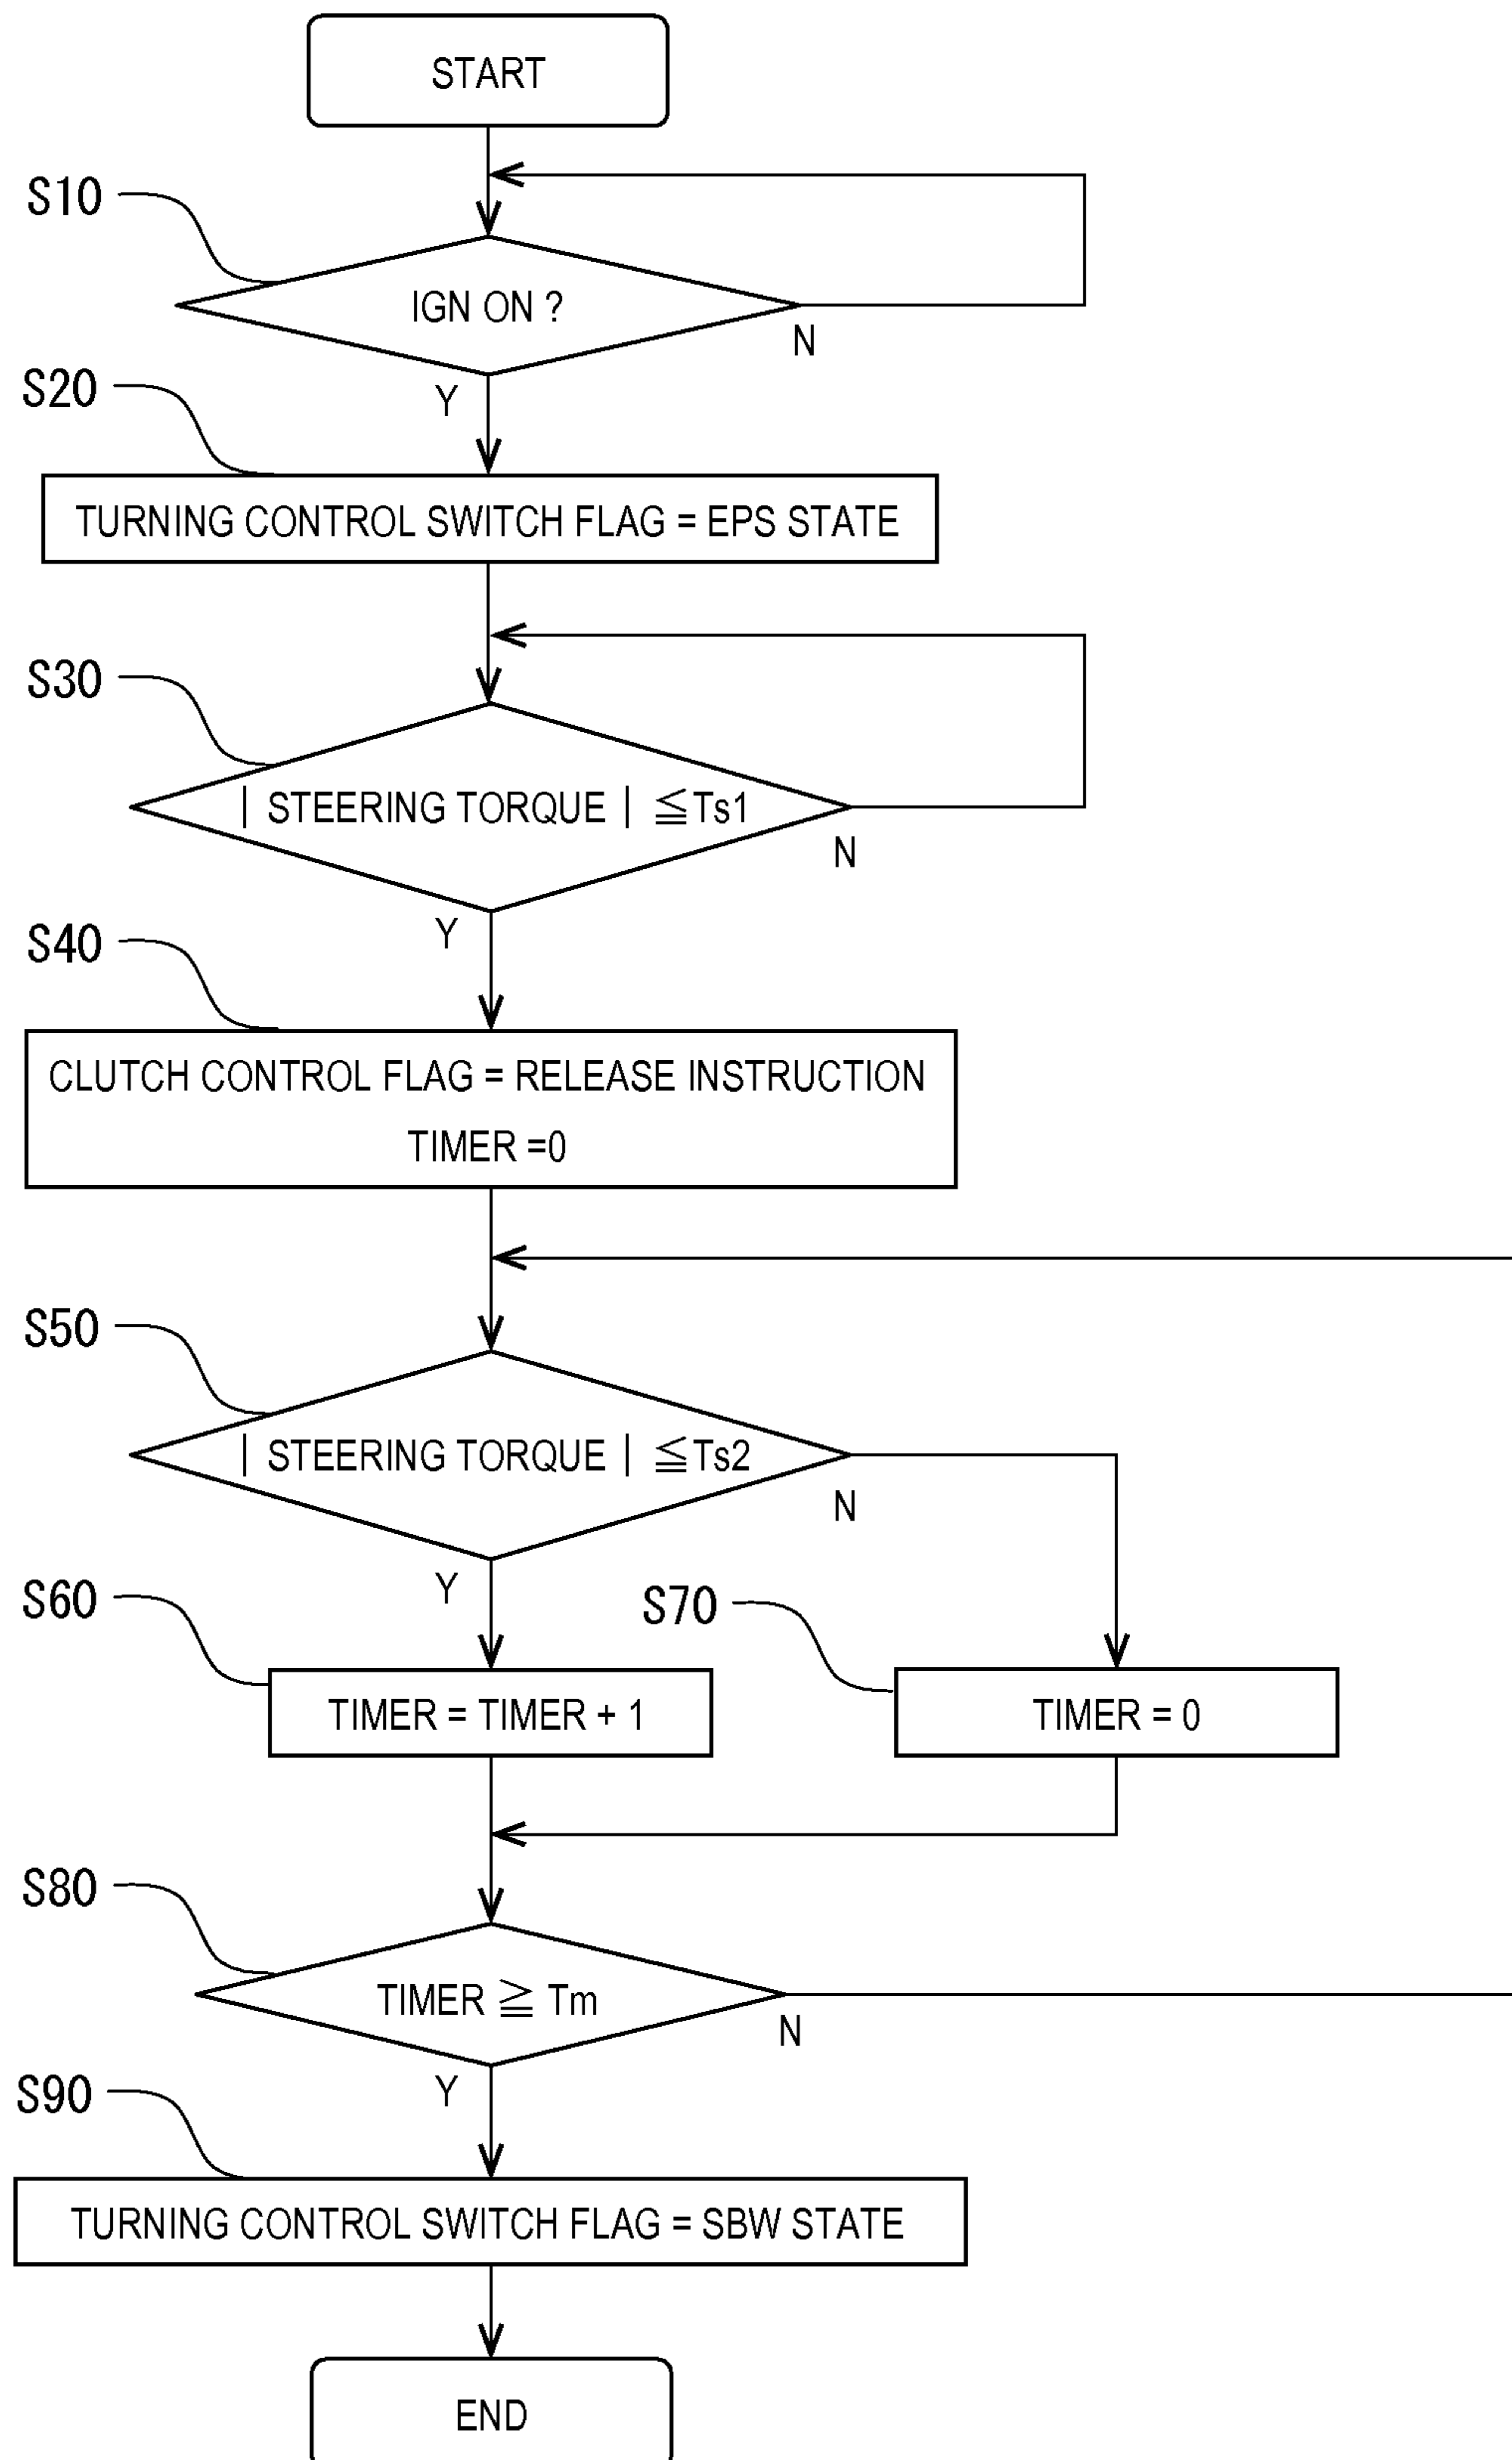 START
S10
IGN ON ?
N
Y
S20
TURNING CONTROL SWITCH FLAG = EPS STATE
S30
| STEERING TORQUE | ≦Ts1
N
Y
S40
CLUTCH CONTROL FLAG = RELEASE INSTRUCTION
TIMER =0
S50
| STEERING TORQUE | ≦Ts2
N
Y
S60
TIMER = TIMER + 1
S70
TIMER = 0
S80
TIMER ≧ Tm
N
Y
S90
TURNING CONTROL SWITCH FLAG = SBW STATE
END